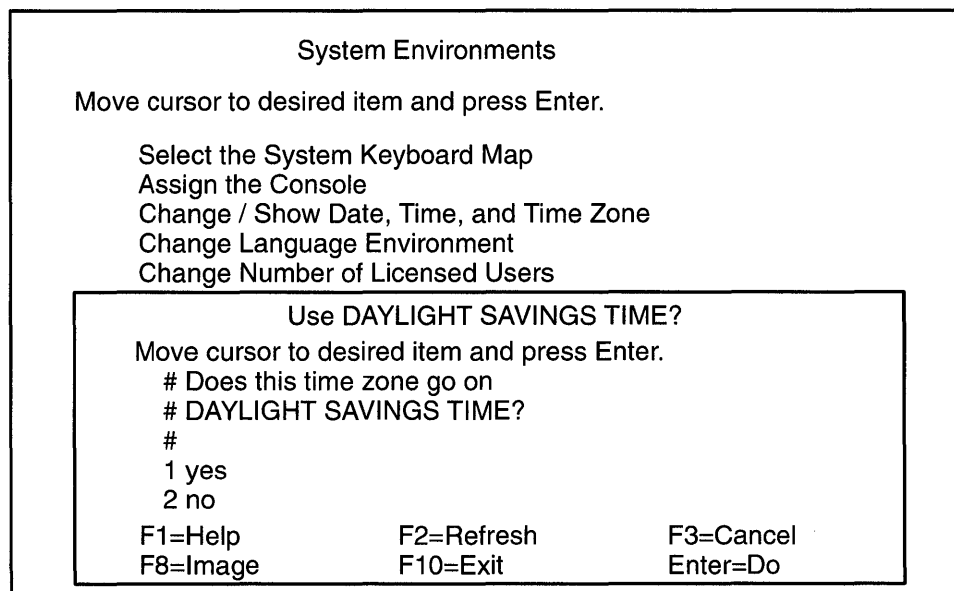 System Environments
Move cursor to desired item and press Enter.
Select the System Keyboard Map
Assign the Console
Change / Show Date, Time, and Time Zone
Change Language Environment
Change Number of Licensed Users
Use DAYLIGHT SAVINGS TIME?
Move cursor to desired item and press Enter.
# Does this time zone go on
# DAYLIGHT SAVINGS TIME?
#
1 yes
2 no
F1=Help F2=Refresh F3=Cancel
F8=Image F10=Exit Enter=Do